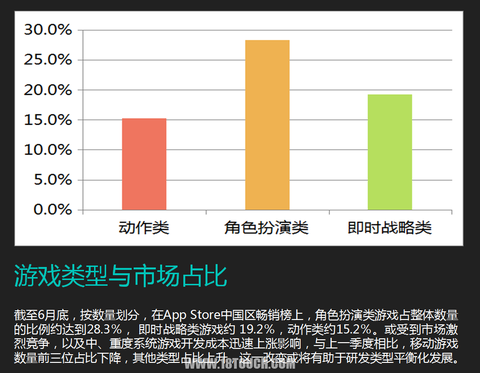 30.0%
25.0%
20.0%
15.0%
10.0%
5.0%
0.0%
动作类 角色扮演类 即时战略类
游戏类型与市场占比
截至6月底，按数量划分，在App Store中国区畅销榜上，角色扮演类游戏占整体数量
的比例约达到28.3%， 即时战略类游戏约 19.2%，动作类约15.2%。或受到市场激
烈竞争，以及中、重度系统游戏开发成本迅速上涨影响，与上一季度相比，移动游戏
数量前三位占比下降，其他类型占比上升。这一改变或将有助于研发类型平衡化发展。
WWW.18TOUCH.COM